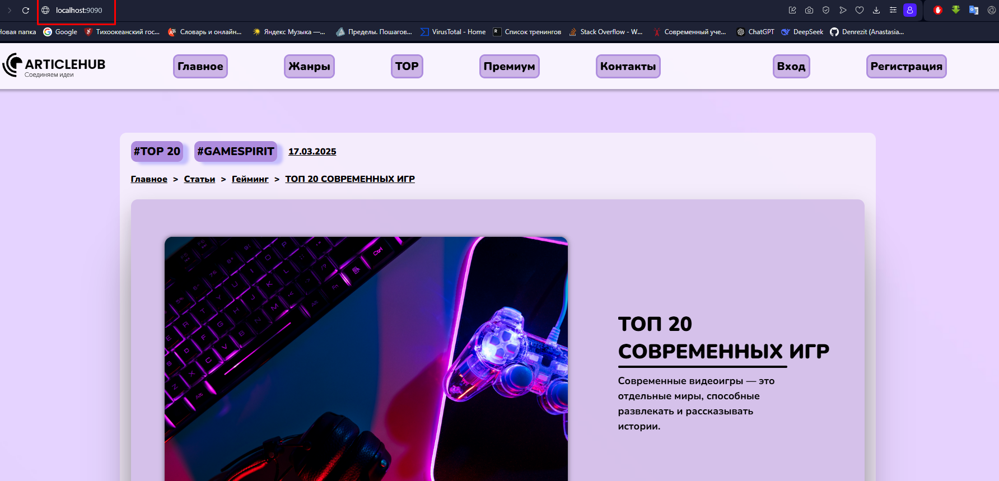 localhost:9090
Новая папка Google Тихоокеанский гос... Словарь и онлайн... Яндекс Музыка —... Пределы. Пошагов... VirusTotal - Home Список тренингов Stack Overflow - W... Современный уче... ChatGPT DeepSeek Denrezit (Anastasia...
ARTICLEHUB
Соединяем идеи
Главное Жанры TOP Премиум Контакты Вход Регистрация
#TOP 20 #GAMESPIRIT 17.03.2025
Главное > Статьи > Гейминг > ТОП 20 СОВРЕМЕННЫХ ИГР
ТОП 20
СОВРЕМЕННЫХ ИГР
Современные видеоигры — это
отдельные миры, способные
развлекать и рассказывать
истории.